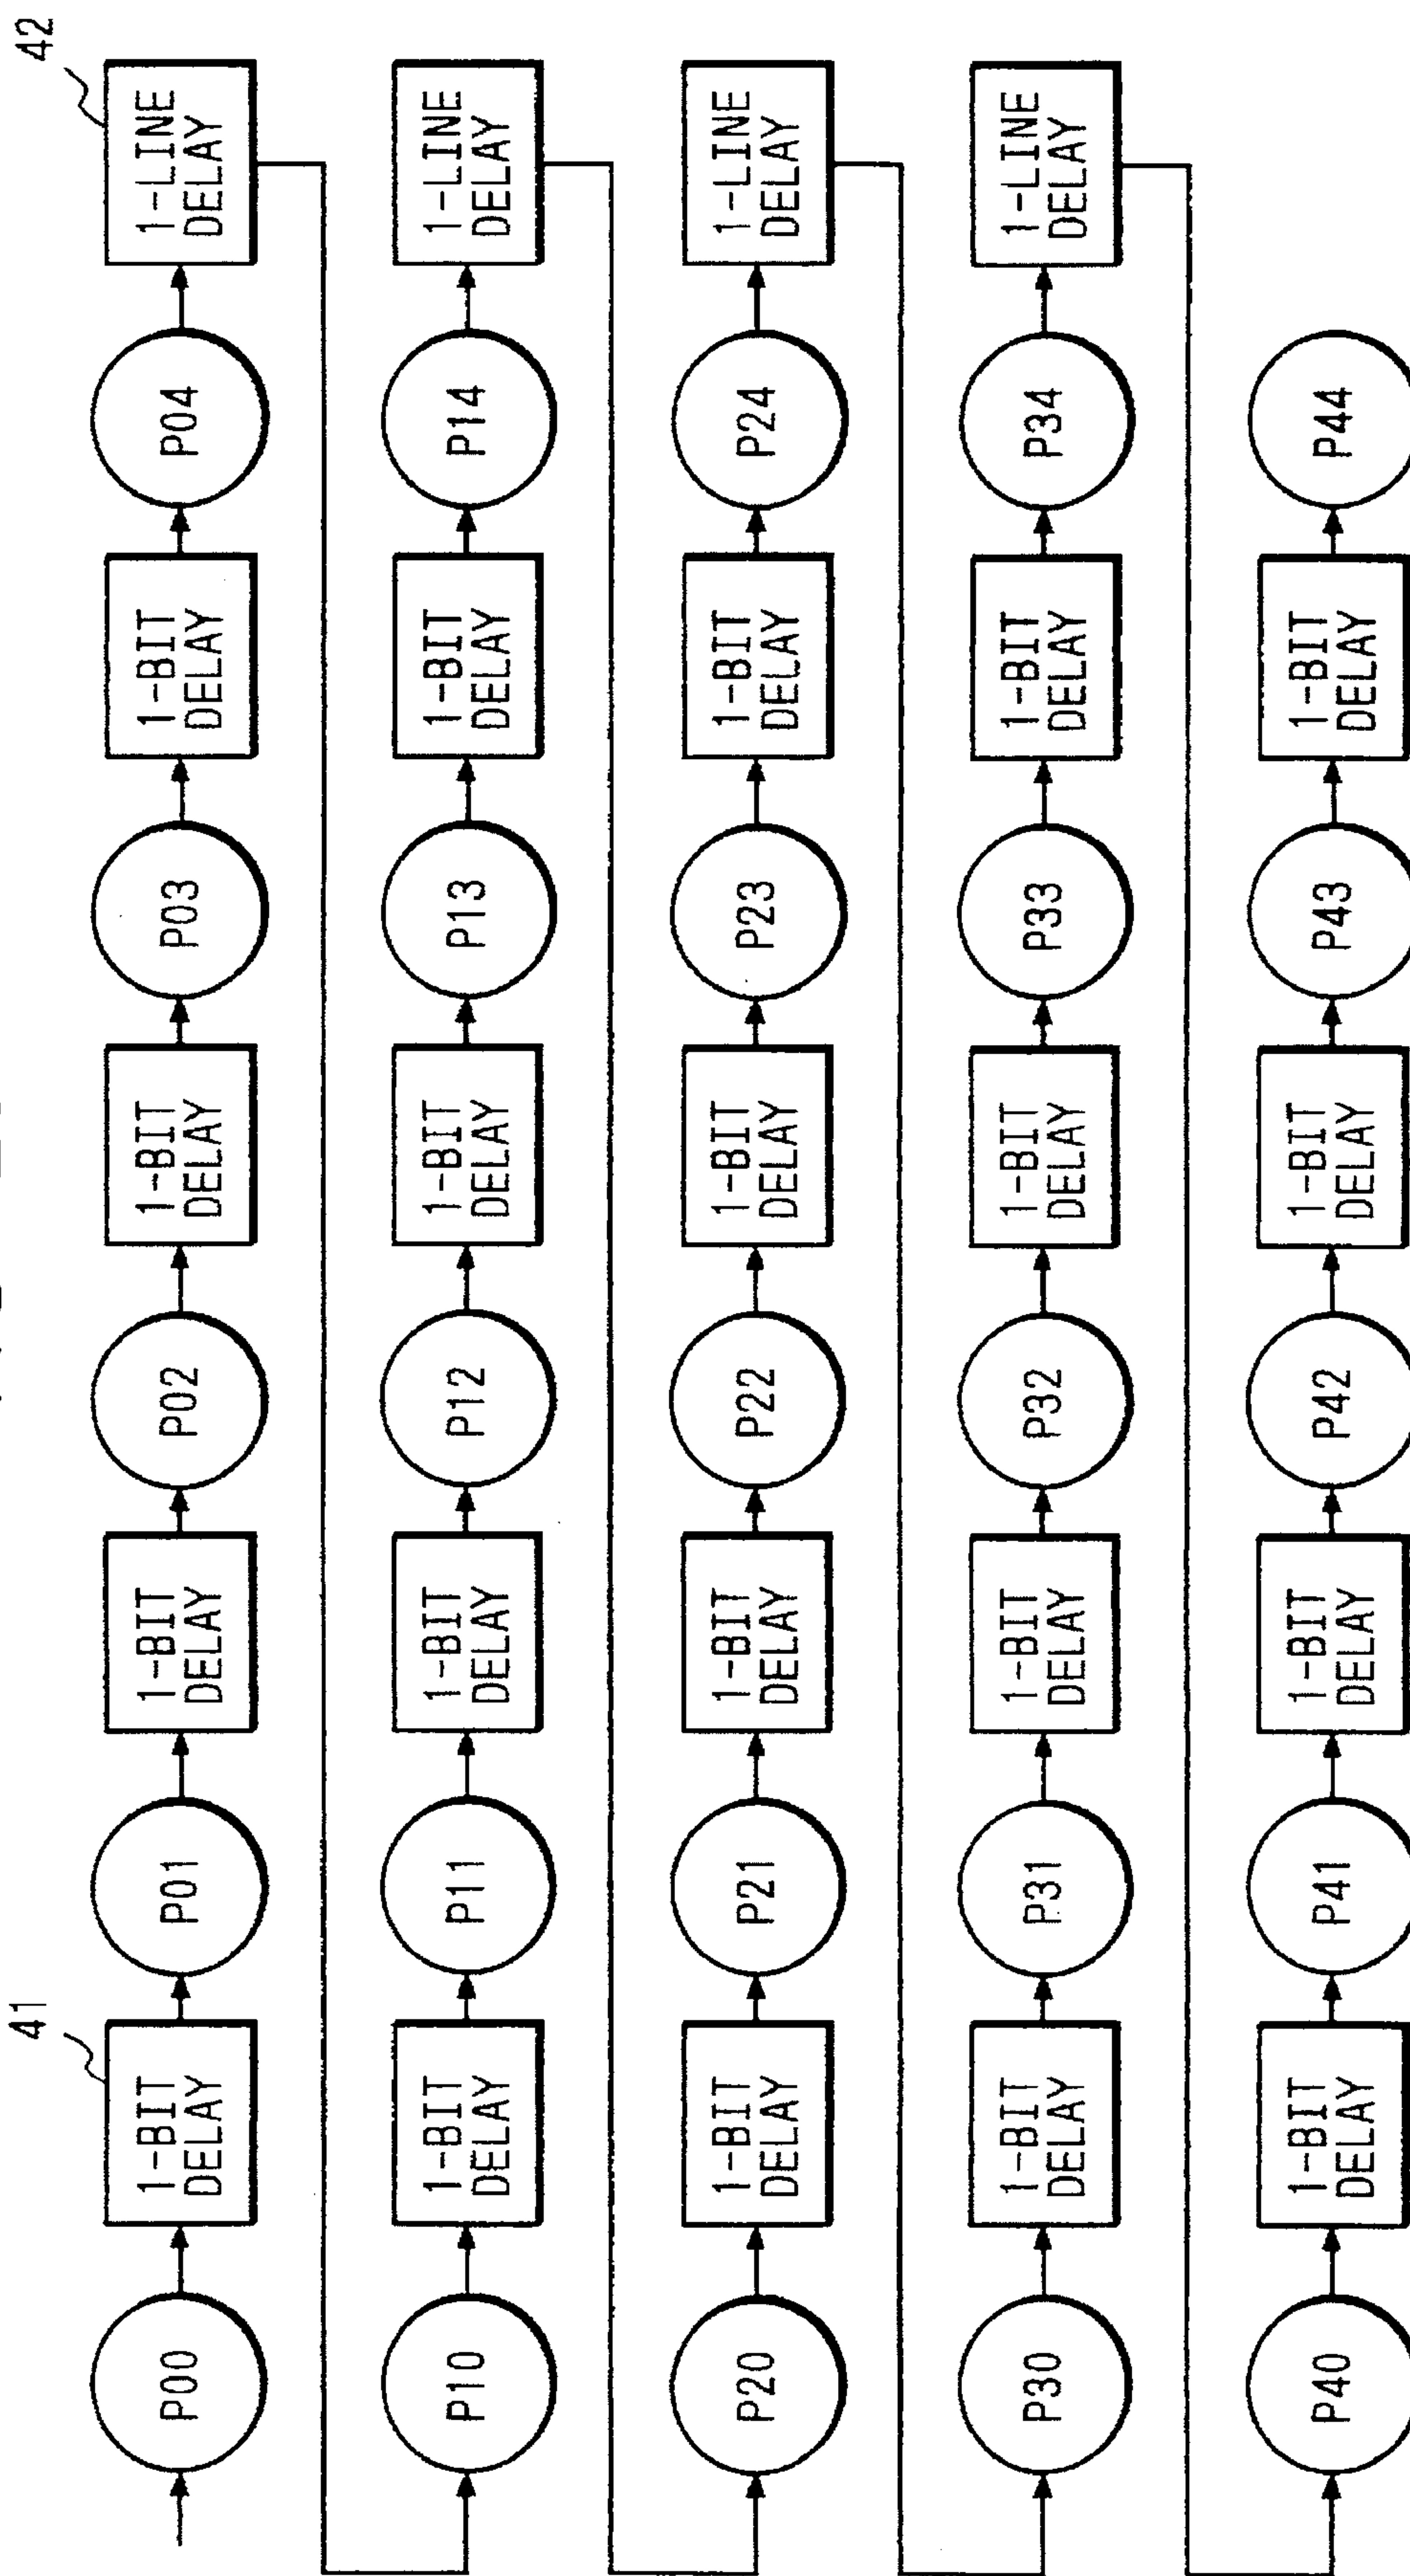 41
42
P00
1-BIT
DELAY
P01
1-BIT
DELAY
P02
1-BIT
DELAY
P03
1-BIT
DELAY
P04
1-LINE
DELAY
P10
1-BIT
DELAY
P11
1-BIT
DELAY
P12
1-BIT
DELAY
P13
1-BIT
DELAY
P14
1-LINE
DELAY
P20
1-BIT
DELAY
P21
1-BIT
DELAY
P22
1-BIT
DELAY
P23
1-BIT
DELAY
P24
1-LINE
DELAY
P30
1-BIT
DELAY
P31
1-BIT
DELAY
P32
1-BIT
DELAY
P33
1-BIT
DELAY
P34
1-LINE
DELAY
P40
1-BIT
DELAY
P41
1-BIT
DELAY
P42
1-BIT
DELAY
P43
1-BIT
DELAY
P44